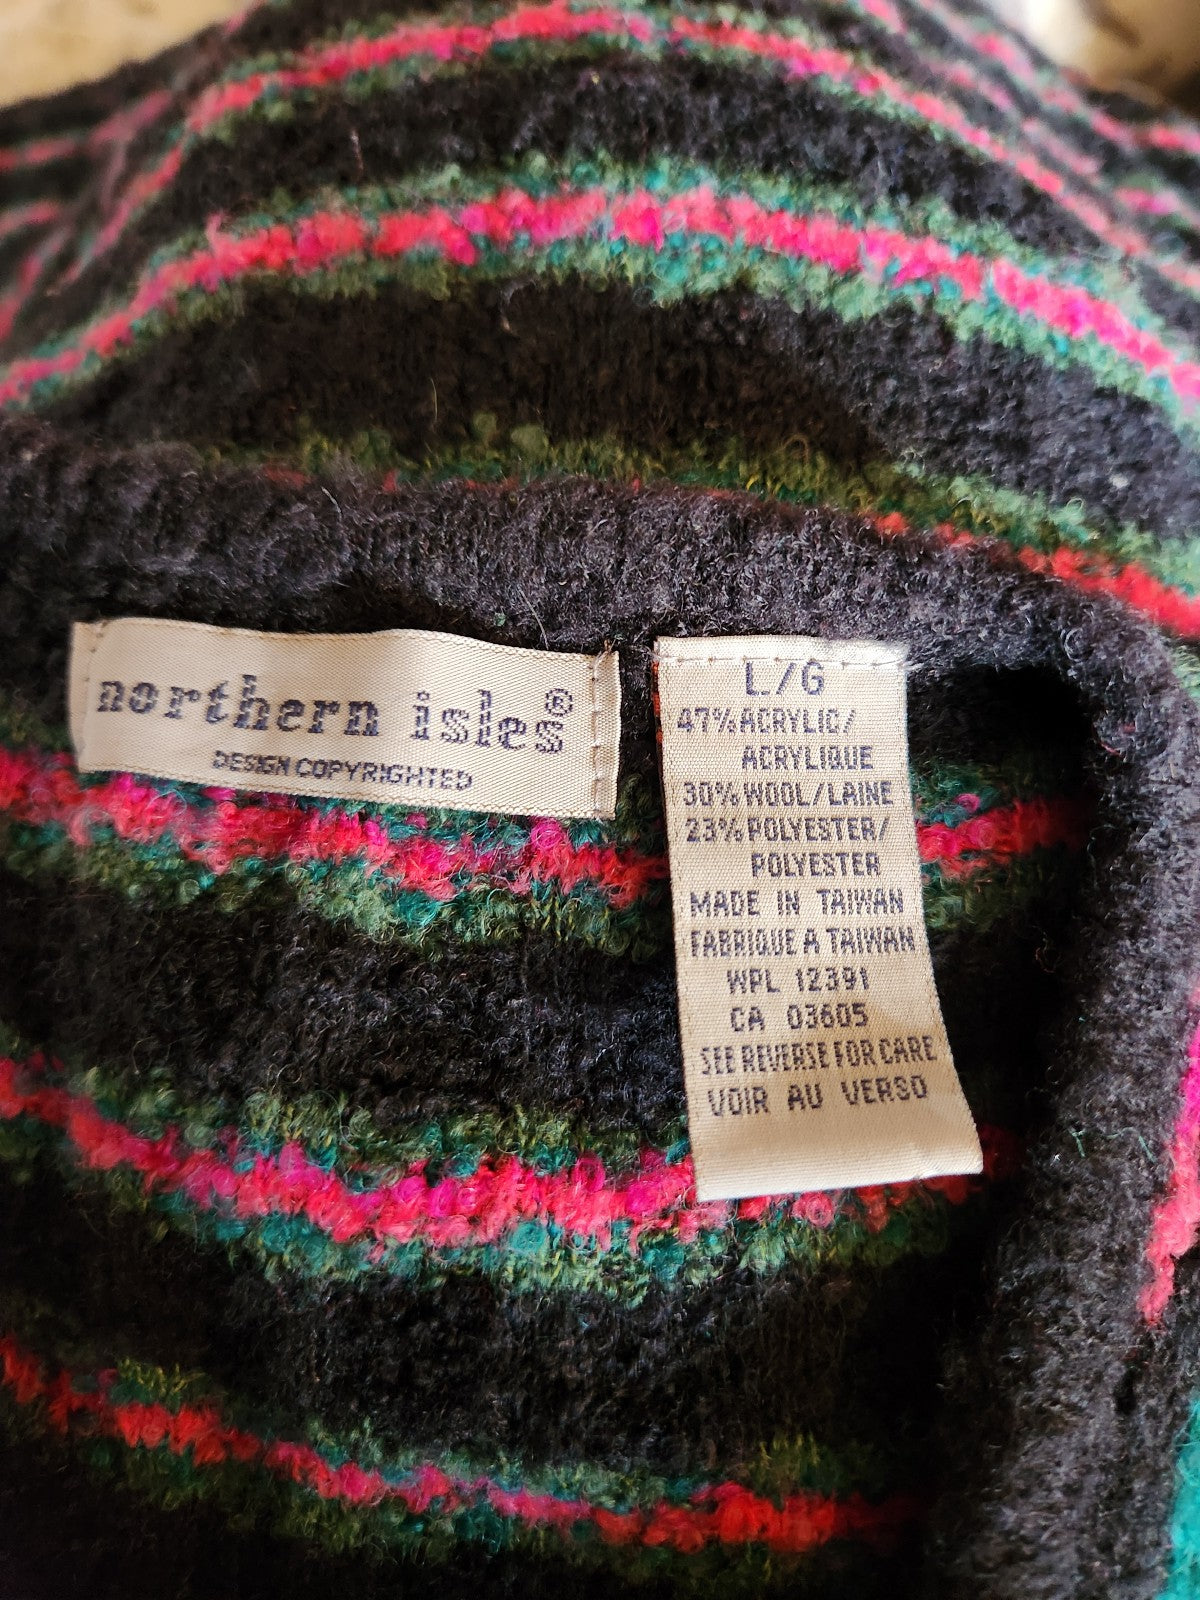 northern isles®
DESIGN COPYRIGHTED
L/G
47% ACRYLIC/
ACRYLIQUE
30% WOOL/LAINE
23% POLYESTER/
POLYESTER
MADE IN TAIWAN
FABRIQUE A TAIWAN
WPL 12391
CA 03605
SEE REVERSE FOR CARE
VOIR AU VERSO